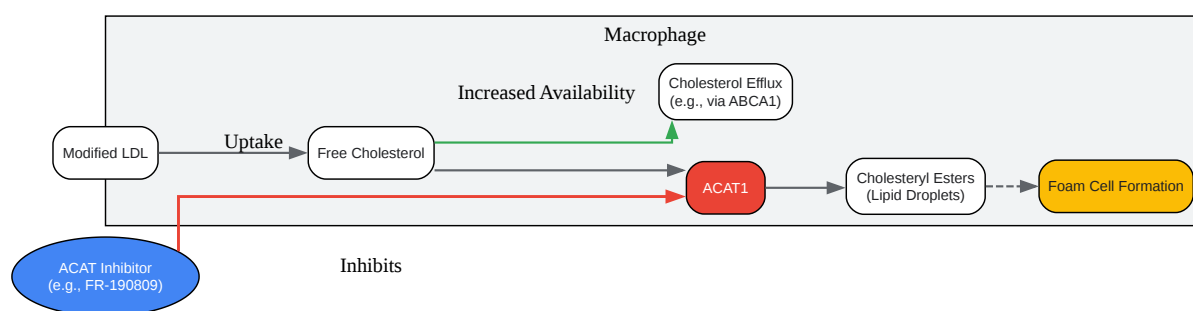 Macrophage
Cholesterol Efflux
(e.g., via ABCA1)
Increased Availability
Uptake
Modified LDL
Free Cholesterol
ACAT1
Cholesteryl Esters
(Lipid Droplets)
Foam Cell Formation
ACAT Inhibitor
(e.g., FR-190809)
Inhibits